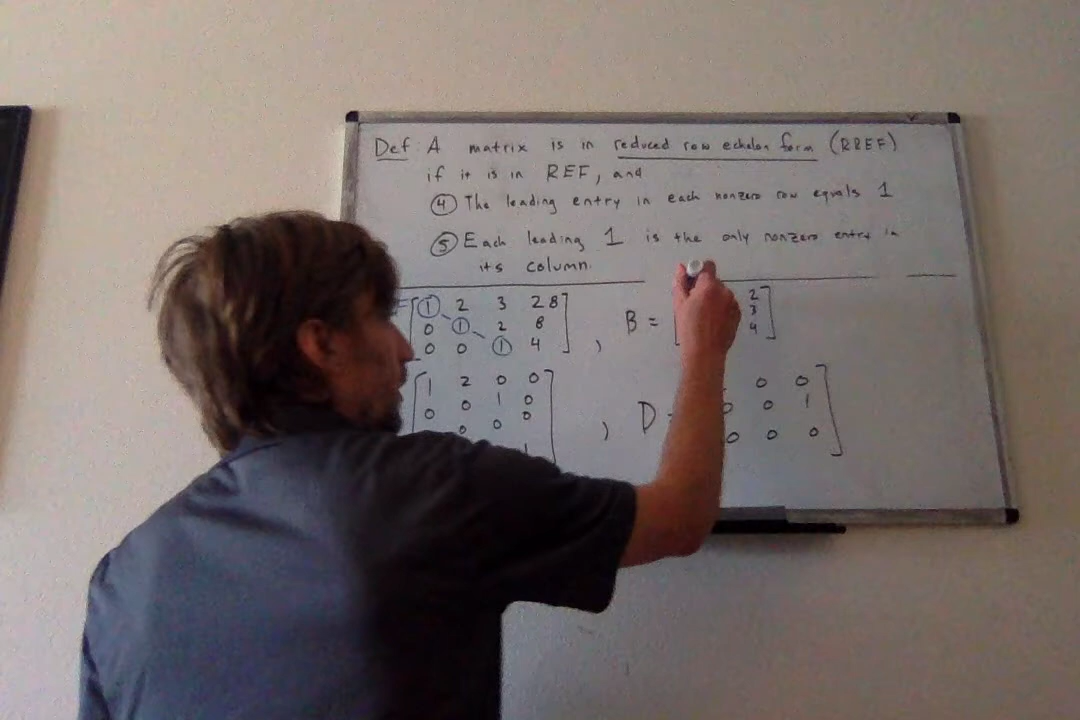 Def: A matrix is in reduced row echelon form (RREF)
if it is in REF, and
④ The leading entry in each nonzero row equals 1
⑤ Each leading 1 is the only nonzero entry in
its column.
= [ ① 2 3 28 ] , B = [ 2 ]
0 ① 2 8 3
0 0 ① 4 4
[ 1 2 0 0 ] , D = [ 0 0 ]
0 0 1 0 0 0 1
0 0 0 0 0 0
1